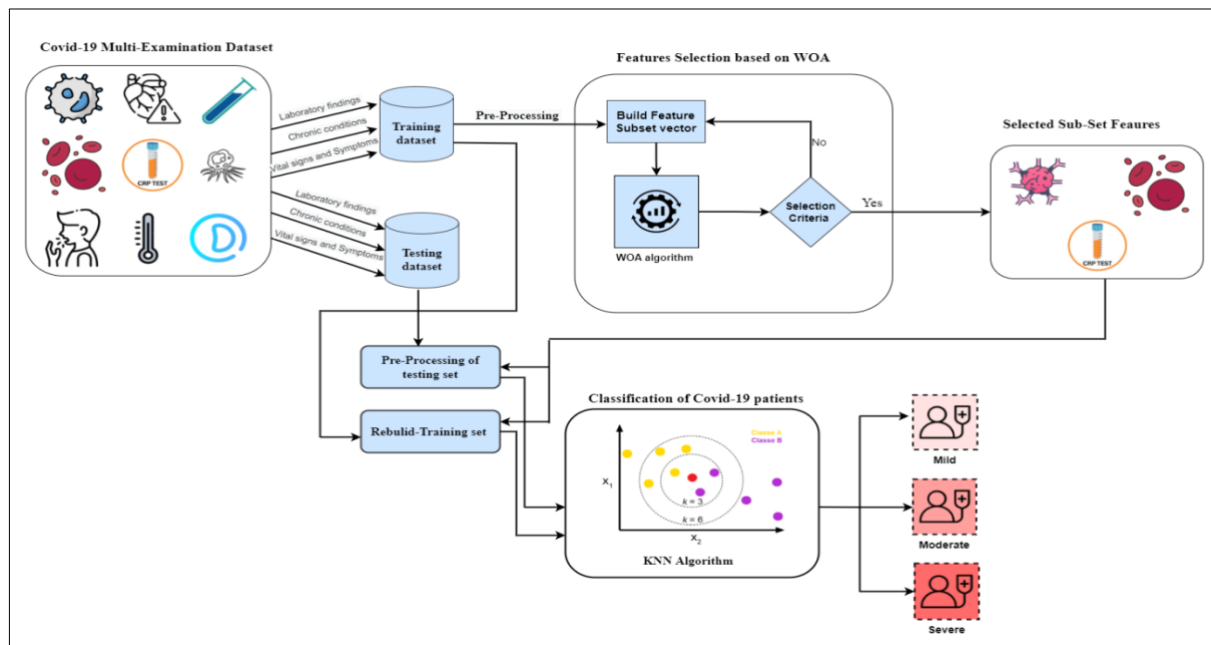 Covid-19 Multi-Examination Dataset
CRP TEST
Laboratory findings
Chronic conditions
Vital signs and Symptoms
Laboratory findings
Chronic conditions
Vital signs and Symptoms
Training
dataset
Testing
dataset
Pre-Processing
Features Selection based on WOA
Build Feature
Subset vector
WOA algorithm
No
Selection
Criteria
Yes
Selected Sub-Set Feaures
CRP TEST
Pre-Processing of
testing set
Rebulid-Training set
Classification of Covid-19 patients
Classe A
Classe B
X1
k = 3
k = 6
X2
KNN Algorithm
Mild
Moderate
Severe